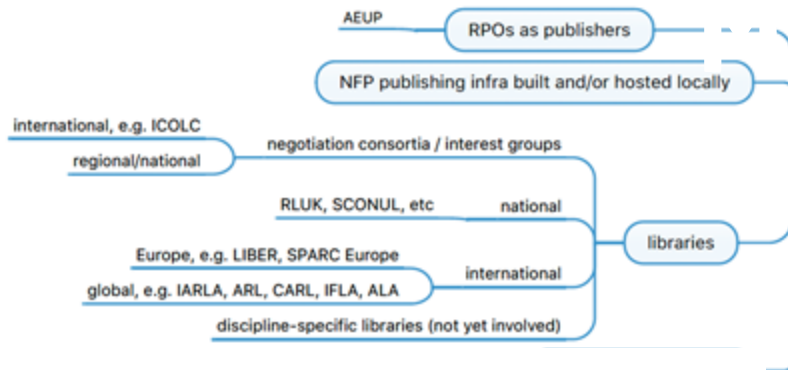 AEUP
RPOs as publishers
NFP publishing infra built and/or hosted locally
international, e.g. ICOLC
regional/national
negotiation consortia / interest groups
RLUK, SCONUL, etc
national
libraries
Europe, e.g. LIBER, SPARC Europe
global, e.g. IARLA, ARL, CARL, IFLA, ALA
international
discipline-specific libraries (not yet involved)